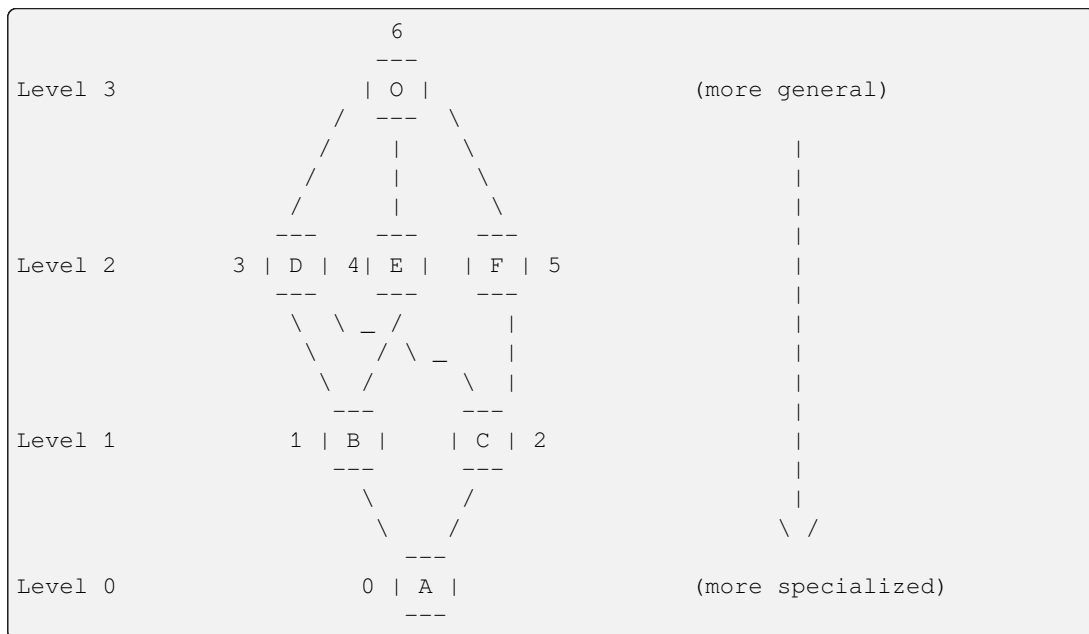 6
                         ---
Level 3                 | O |                  (more general)
                      /  ---  \
                     /    |    \                      |
                    /     |     \                     |
                   /      |      \                    |
                  ---    ---    ---                   |
Level 2        3 | D | 4| E |  | F | 5                |
                  ---    ---    ---                   |
                   \  \ _ /       |                   |
                    \    / \ _    |                   |
                     \  /      \  |                   |
                      ---      ---                    |
Level 1            1 | B |    | C | 2                 |
                      ---      ---                    |
                        \      /                      |
                         \    /                      \ /
                           ---
Level 0                 0 | A |                (more specialized)
                           ---